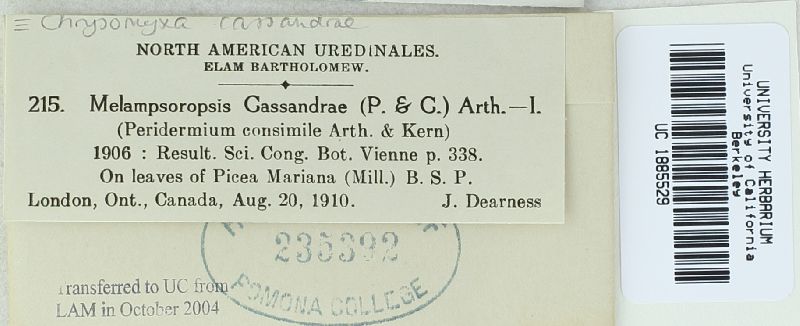 ≡ Chrysomyxa cassandrae
NORTH AMERICAN UREDINALES.
ELAM BARTHOLOMEW.
215. Melampsoropsis Cassandrae (P. & C.) Arth.—I.
(Peridermium consimile Arth. & Kern)
1906 : Result. Sci. Cong. Bot. Vienne p. 338.
On leaves of Picea Mariana (Mill.) B. S. P.
London, Ont., Canada, Aug. 20, 1910. J. Dearness
235392
POMONA COLLEGE
Transferred to UC from
LAM in October 2004
UNIVERSITY HERBARIUM
University of California
Berkeley
UC 1885529